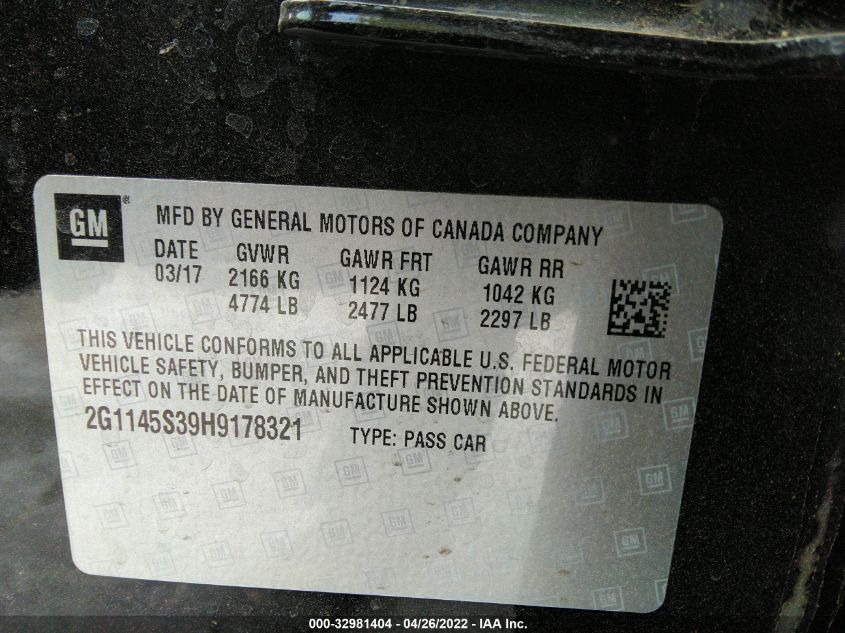 GM ®
MFD BY GENERAL MOTORS OF CANADA COMPANY
DATE GVWR GAWR FRT GAWR RR
03/17 2166 KG 1124 KG 1042 KG
4774 LB 2477 LB 2297 LB
THIS VEHICLE CONFORMS TO ALL APPLICABLE U.S. FEDERAL MOTOR
VEHICLE SAFETY, BUMPER, AND THEFT PREVENTION STANDARDS IN
EFFECT ON THE DATE OF MANUFACTURE SHOWN ABOVE.
2G1145S39H9178321 TYPE: PASS CAR
000-32981404 - 04/26/2022 - IAA Inc.